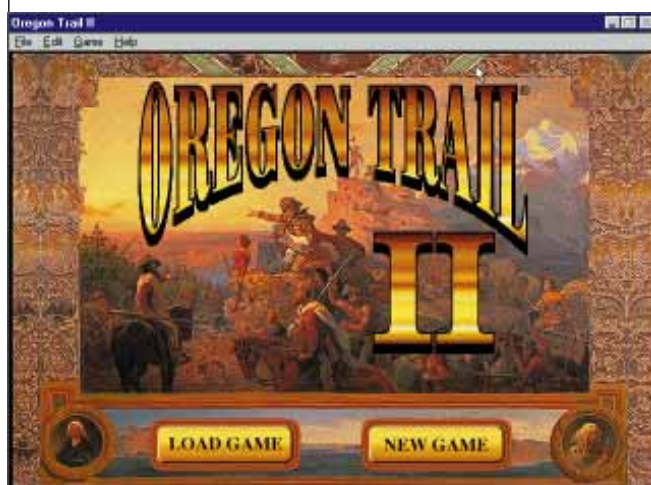 Oregon Trail II
File Edit Game Help
OREGON TRAIL
II
LOAD GAME NEW GAME